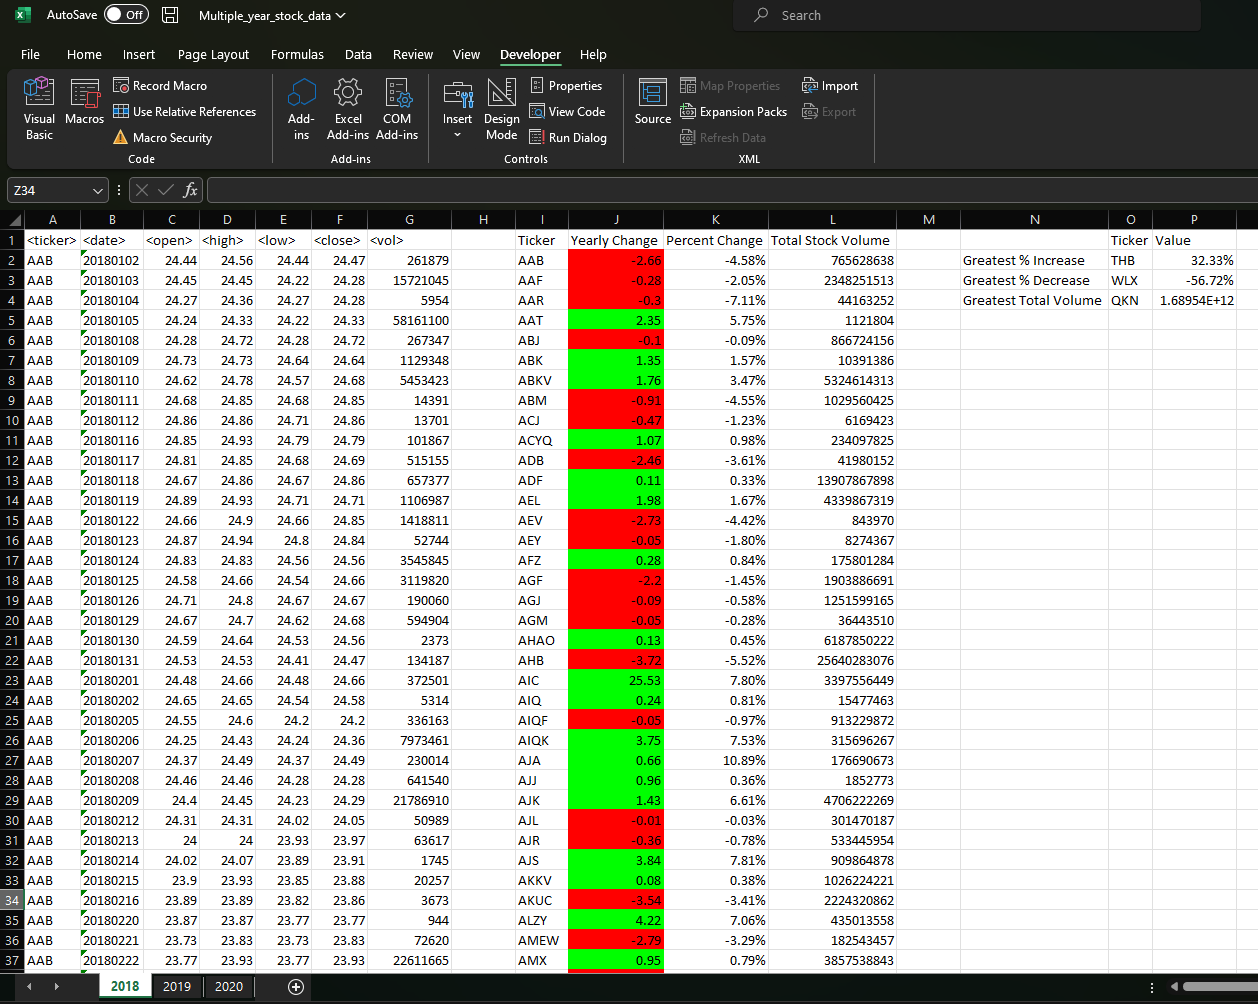 AutoSave Off Multiple_year_stock_data Search
File Home Insert Page Layout Formulas Data Review View Developer Help
Visual Basic Macros Record Macro Use Relative References Macro Security Code
Add-ins Excel Add-ins COM Add-ins Add-ins
Insert Design Mode Properties View Code Run Dialog Controls
Source Map Properties Expansion Packs Refresh Data Import Export XML
Z34 fx
A B C D E F G H I J K L M N O P
1 <ticker> <date> <open> <high> <low> <close> <vol> Ticker Yearly Change Percent Change Total Stock Volume Ticker Value
2 AAB 20180102 24.44 24.56 24.44 24.47 261879 AAB -2.66 -4.58% 765628638 Greatest % Increase THB 32.33%
3 AAB 20180103 24.45 24.45 24.22 24.28 15721045 AAF -0.28 -2.05% 2348251513 Greatest % Decrease WLX -56.72%
4 AAB 20180104 24.27 24.36 24.27 24.28 5954 AAR -0.3 -7.11% 44163252 Greatest Total Volume QKN 1.68954E+12
5 AAB 20180105 24.24 24.33 24.22 24.33 58161100 AAT 2.35 5.75% 1121804
6 AAB 20180108 24.28 24.72 24.28 24.72 267347 ABJ -0.1 -0.09% 866724156
7 AAB 20180109 24.73 24.73 24.64 24.64 1129348 ABK 1.35 1.57% 10391386
8 AAB 20180110 24.62 24.78 24.57 24.68 5453423 ABKV 1.76 3.47% 5324614313
9 AAB 20180111 24.68 24.85 24.68 24.85 14391 ABM -0.91 -4.55% 1029560425
10 AAB 20180112 24.86 24.86 24.71 24.86 13701 ACJ -0.47 -1.23% 6169423
11 AAB 20180116 24.85 24.93 24.79 24.79 101867 ACYQ 1.07 0.98% 234097825
12 AAB 20180117 24.81 24.85 24.68 24.69 515155 ADB -2.46 -3.61% 41980152
13 AAB 20180118 24.67 24.86 24.67 24.86 657377 ADF 0.11 0.33% 13907867898
14 AAB 20180119 24.89 24.93 24.71 24.71 1106987 AEL 1.98 1.67% 4339867319
15 AAB 20180122 24.66 24.9 24.66 24.85 1418811 AEV -2.73 -4.42% 843970
16 AAB 20180123 24.87 24.94 24.8 24.84 52744 AEY -0.05 -1.80% 8274367
17 AAB 20180124 24.83 24.83 24.56 24.56 3545845 AFZ 0.28 0.84% 175801284
18 AAB 20180125 24.58 24.66 24.54 24.66 3119820 AGF -2.2 -1.45% 1903886691
19 AAB 20180126 24.71 24.8 24.67 24.67 190060 AGJ -0.09 -0.58% 1251599165
20 AAB 20180129 24.67 24.7 24.62 24.68 594904 AGM -0.05 -0.28% 36443510
21 AAB 20180130 24.59 24.64 24.53 24.56 2373 AHAO 0.13 0.45% 6187850222
22 AAB 20180131 24.53 24.53 24.41 24.47 134187 AHB -3.72 -5.52% 25640283076
23 AAB 20180201 24.48 24.66 24.48 24.66 372501 AIC 25.53 7.80% 3397556449
24 AAB 20180202 24.65 24.65 24.54 24.58 5314 AIQ 0.24 0.81% 15477463
25 AAB 20180205 24.55 24.6 24.2 24.2 336163 AIQF -0.05 -0.97% 913229872
26 AAB 20180206 24.25 24.43 24.24 24.36 7973461 AIQK 3.75 7.53% 315696267
27 AAB 20180207 24.37 24.49 24.37 24.49 230014 AJA 0.66 10.89% 176690673
28 AAB 20180208 24.46 24.46 24.28 24.28 641540 AJJ 0.96 0.36% 1852773
29 AAB 20180209 24.4 24.45 24.23 24.29 21786910 AJK 1.43 6.61% 4706222269
30 AAB 20180212 24.31 24.31 24.02 24.05 50989 AJL -0.01 -0.03% 301470187
31 AAB 20180213 24 24 23.93 23.97 63617 AJR -0.36 -0.78% 533445954
32 AAB 20180214 24.02 24.07 23.89 23.91 1745 AJS 3.84 7.81% 909864878
33 AAB 20180215 23.9 23.93 23.85 23.88 20257 AKKV 0.08 0.38% 1026224221
34 AAB 20180216 23.89 23.89 23.82 23.86 3673 AKUC -3.54 -3.41% 2224320862
35 AAB 20180220 23.87 23.87 23.77 23.77 944 ALZY 4.22 7.06% 435013558
36 AAB 20180221 23.73 23.83 23.73 23.83 72620 AMEW -2.79 -3.29% 182543457
37 AAB 20180222 23.77 23.93 23.77 23.93 22611665 AMX 0.95 0.79% 3857538843
2018 2019 2020